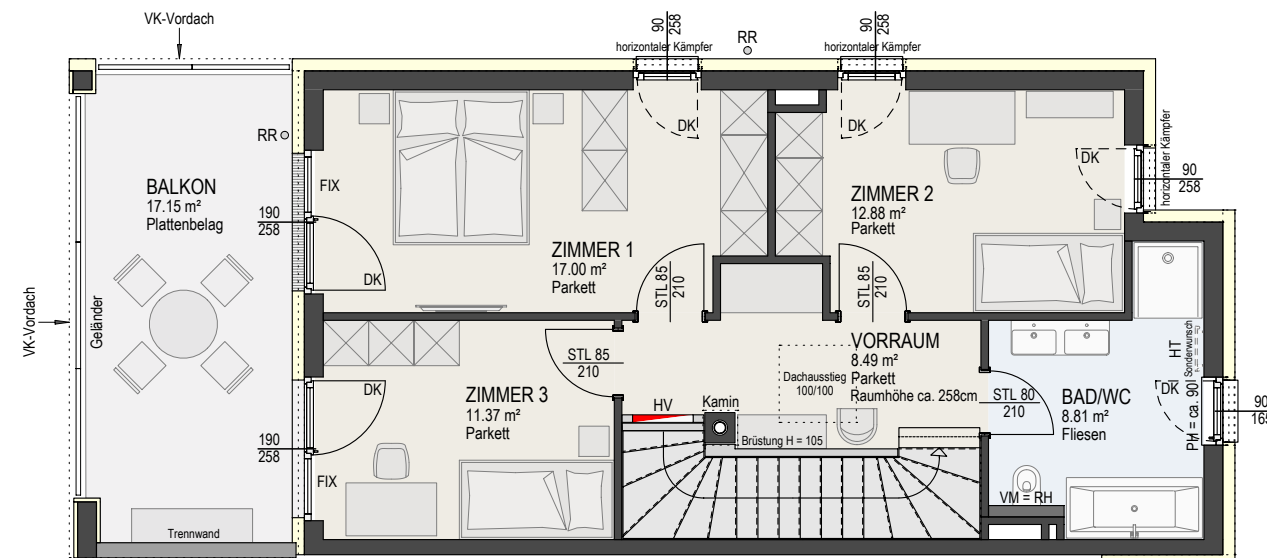 VK-Vordach
90
258
horizontaler Kämpfer
RR
90
258
horizontaler Kämpfer
RR
DK
DK
DK
horizontaler Kämpfer
90
258
BALKON
17.15 m²
Plattenbelag
190
258
FIX
DK
ZIMMER 1
17.00 m²
Parkett
STL 85
210
ZIMMER 2
12.88 m²
Parkett
STL 85
210
VK-Vordach
Geländer
DK
190
258
FIX
ZIMMER 3
11.37 m²
Parkett
STL 85
210
HV
Kamin
Dachausstieg
100/100
Brüstung H = 105
VORRAUM
8.49 m²
Parkett
Raumhöhe ca. 258cm
STL 80
210
BAD/WC
8.81 m²
Fliesen
HT
Sonderwunsch
DK
PH = ca. 90
90
165
VM = RH
Trennwand